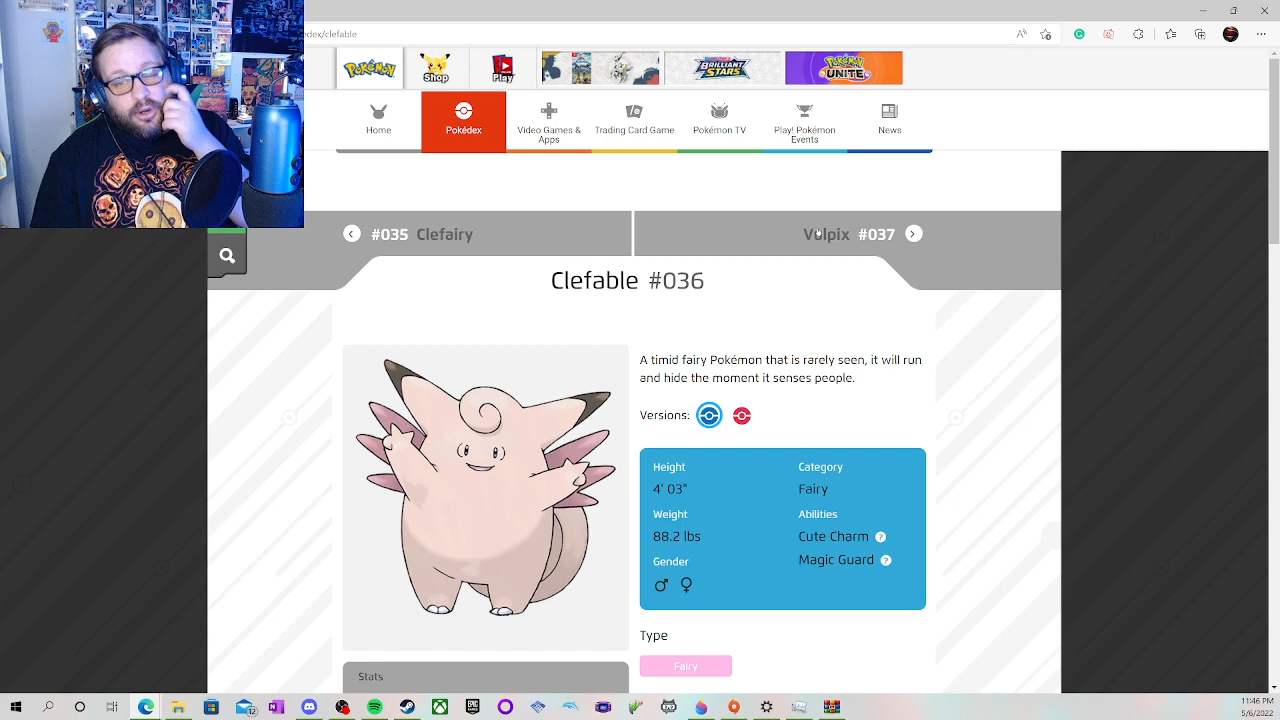 edex/clefable
Pokémon
Shop
Play
BRILLIANT STARS
Pokémon UNITE
Home
Pokédex
Video Games & Apps
Trading Card Game
Pokémon TV
Play! Pokémon Events
News
#035 Clefairy
Vulpix #037
Clefable #036
A timid fairy Pokémon that is rarely seen, it will run
and hide the moment it senses people.
Versions:
Height
Category
4' 03"
Fairy
Weight
Abilities
88.2 lbs
Cute Charm ?
Gender
Magic Guard ?
Type
Fairy
Stats
12
11:46 PM
5/6/2022